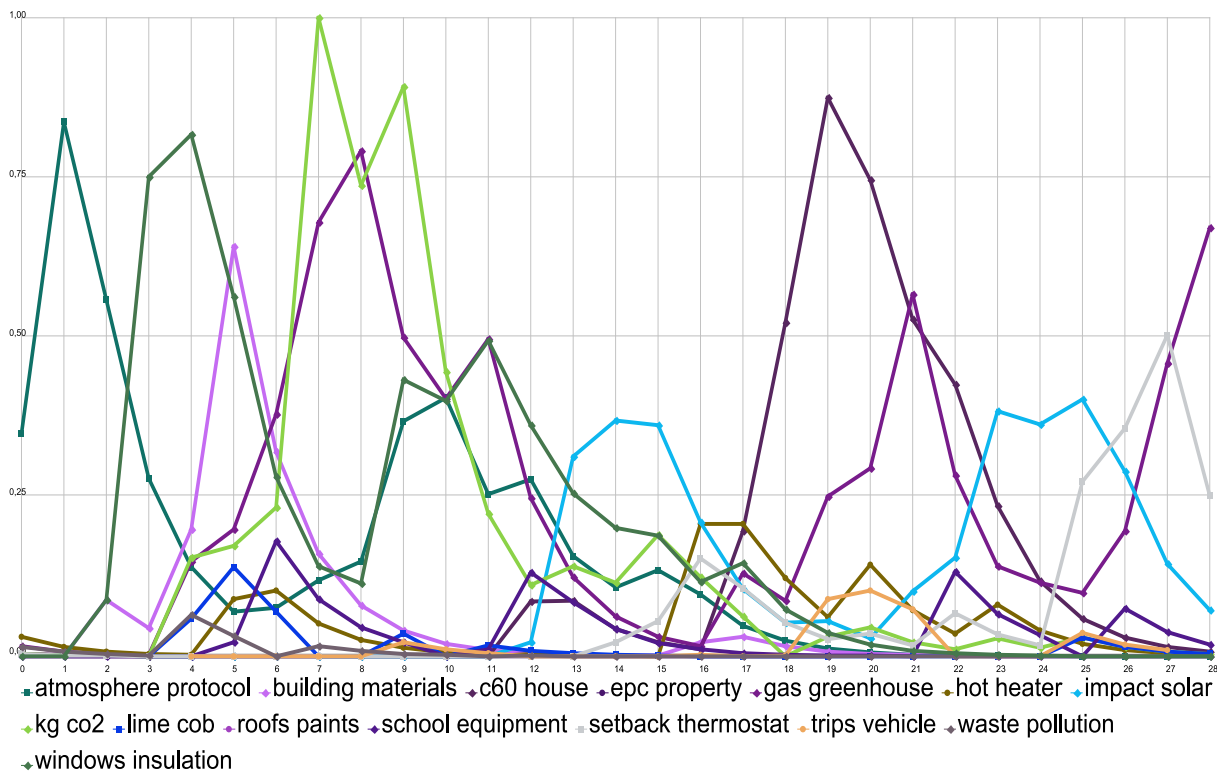 1,00
0,75
0,50
0,25
0,0
0 1 2 3 4 5 6 7 8 9 10 11 12 13 14 15 16 17 18 19 20 21 22 23 24 25 26 27 28
atmosphere protocol building materials c60 house epc property gas greenhouse hot heater impact solar
kg co2 lime cob roofs paints school equipment setback thermostat trips vehicle waste pollution
windows insulation